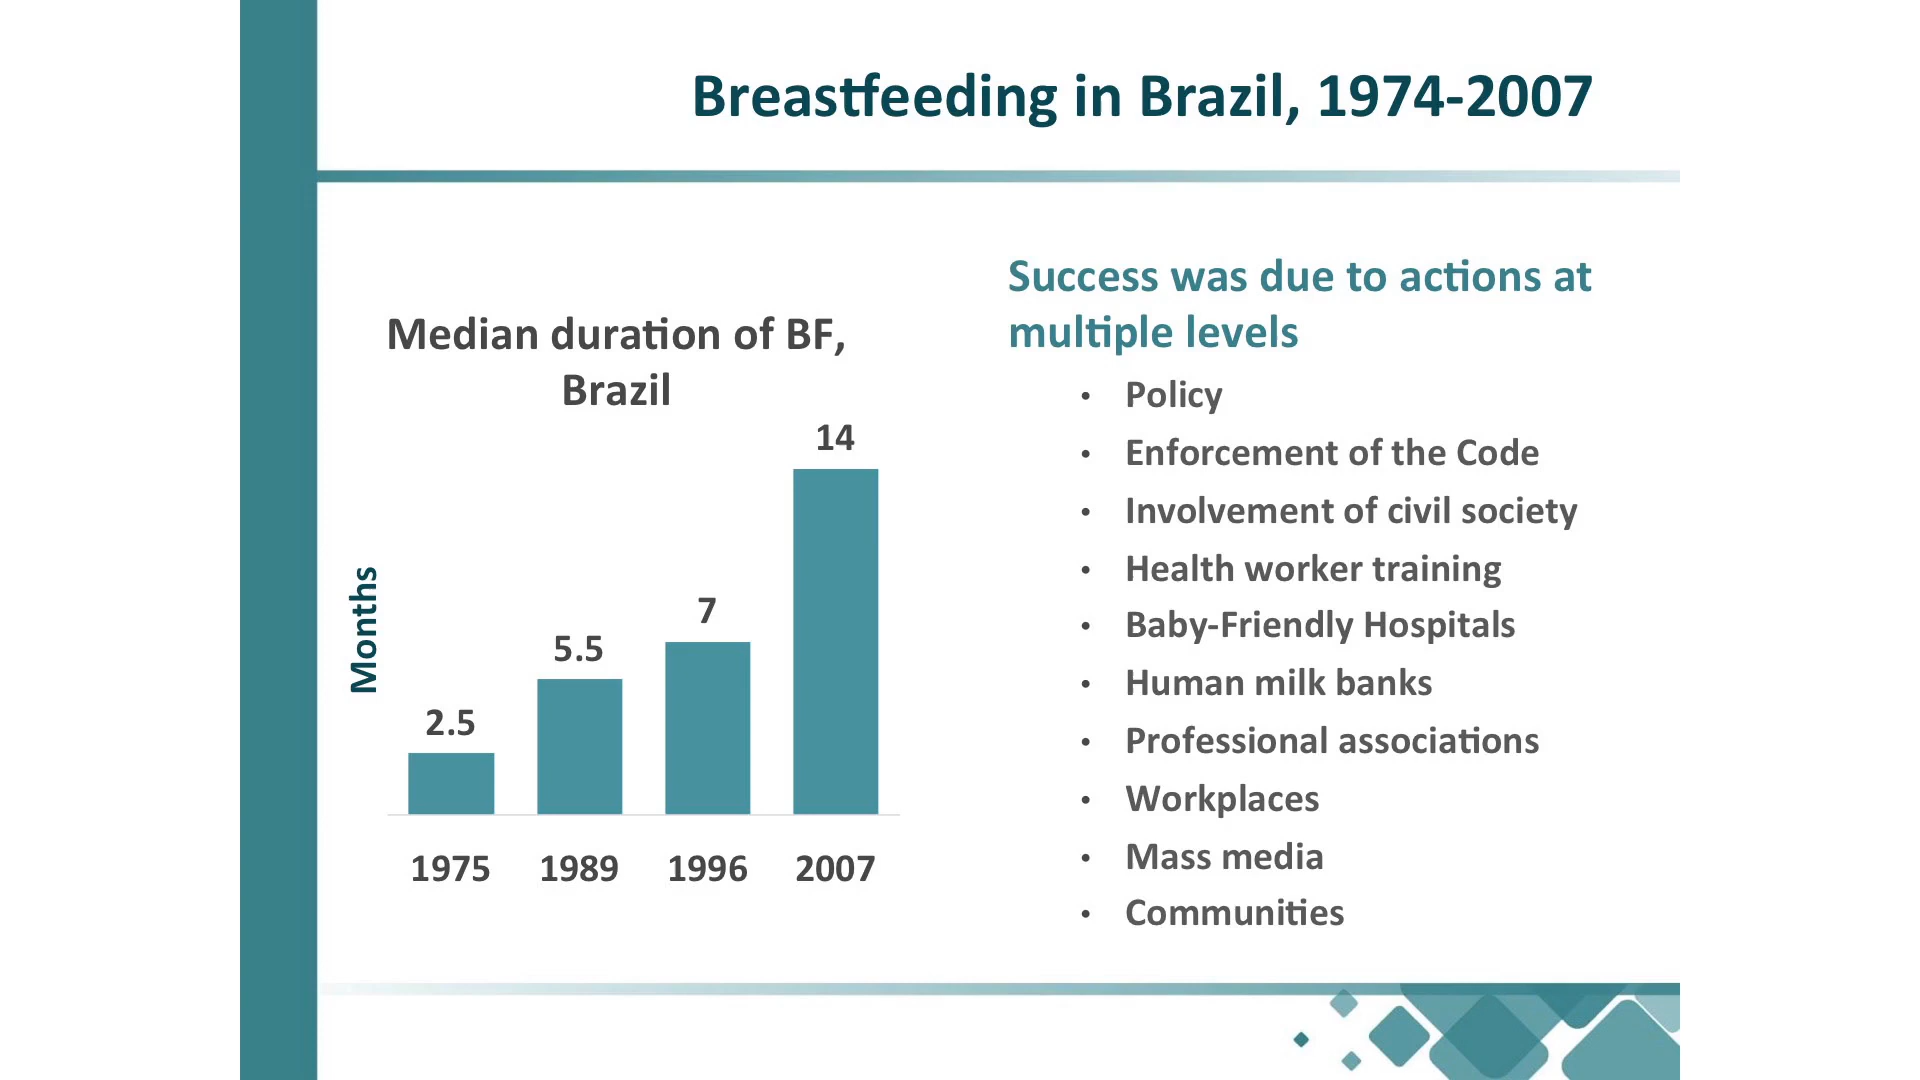 Breastfeeding in Brazil, 1974-2007
Median duration of BF,
Brazil
Months
2.5
5.5
7
14
1975 1989 1996 2007
Success was due to actions at
multiple levels
• Policy
• Enforcement of the Code
• Involvement of civil society
• Health worker training
• Baby-Friendly Hospitals
• Human milk banks
• Professional associations
• Workplaces
• Mass media
• Communities